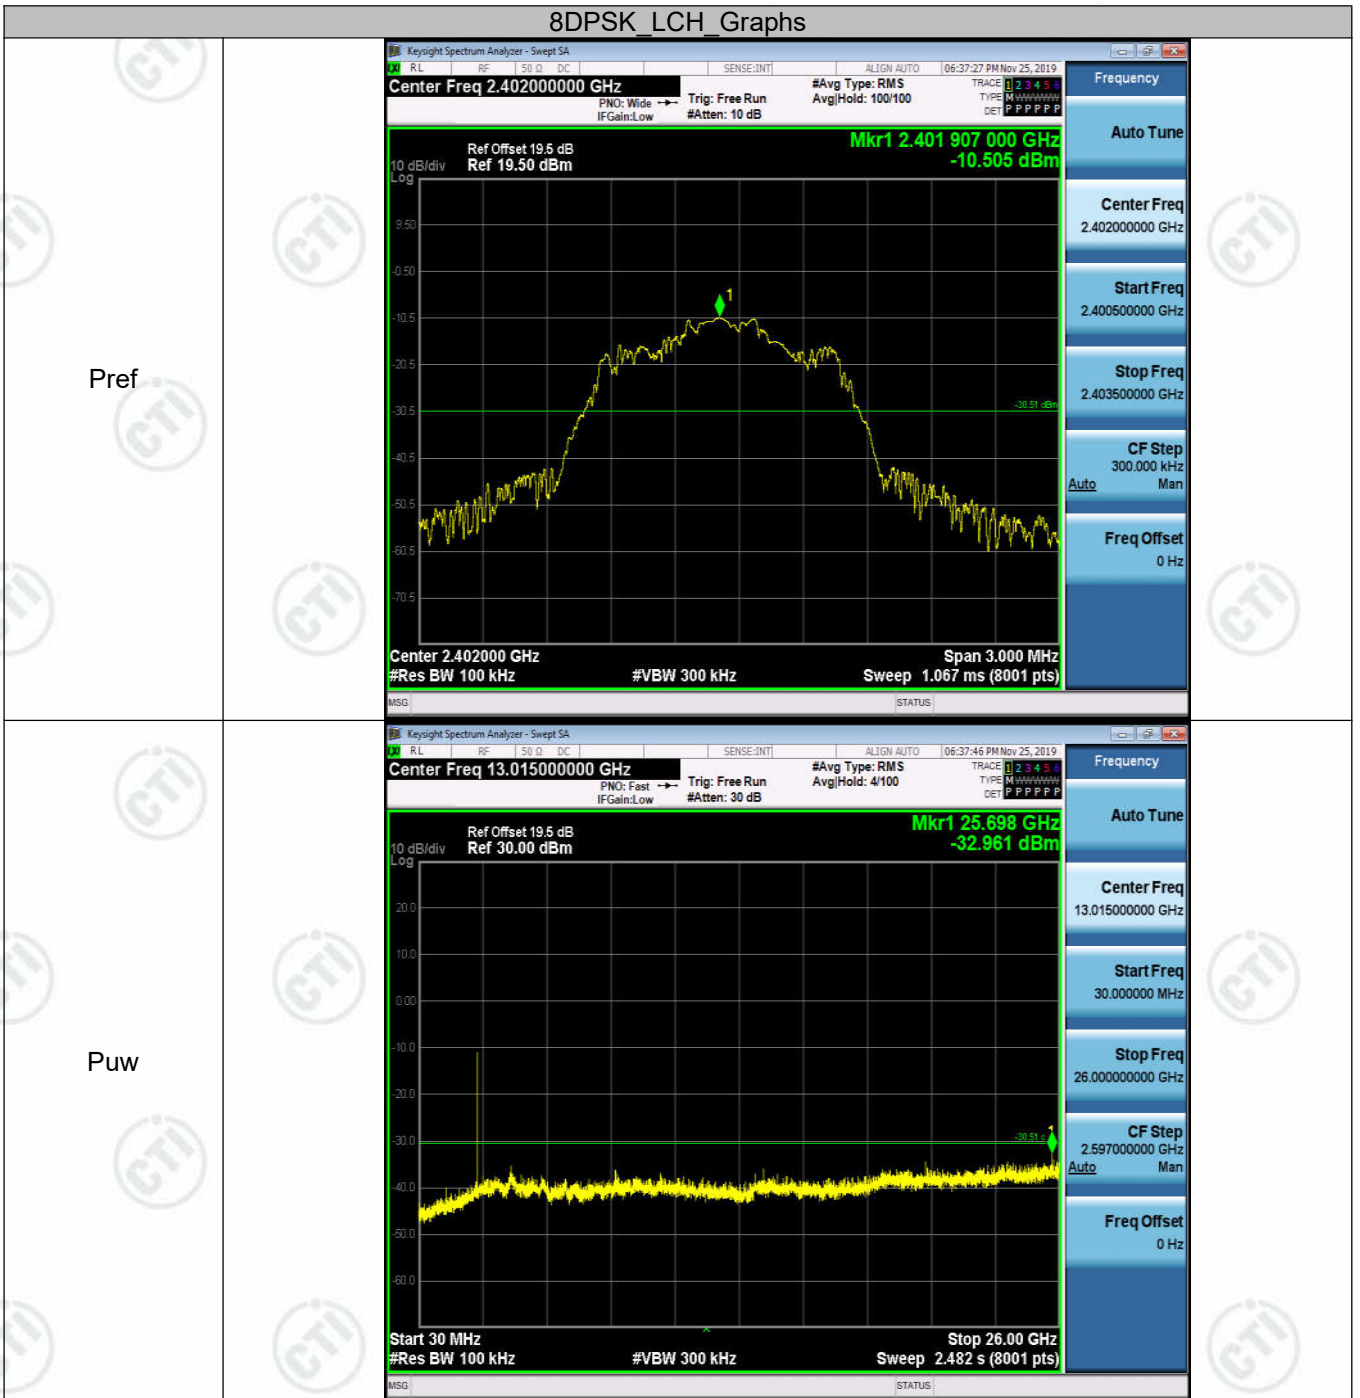 8DPSK_LCH_Graphs
Pref
Keysight Spectrum Analyzer - Swept SA
RL RF 50 Ω DC SENSE:INT ALIGN AUTO 06:37:27 PM Nov 25, 2019
Center Freq 2.402000000 GHz
PNO: Wide
IFGain:Low
Trig: Free Run
#Atten: 10 dB
#Avg Type: RMS
Avg|Hold: 100/100
TRACE 1 2 3 4 5 6
TYPE M WWWWW
DET P P P P P P
Mkr1 2.401 907 000 GHz
-10.505 dBm
Ref Offset 19.5 dB
10 dB/div Ref 19.50 dBm
Log
9.50
-0.50
-10.5
-20.5
-30.5
-40.5
-50.5
-60.5
-70.5
1
-30.51 dBm
Center 2.402000 GHz Span 3.000 MHz
#Res BW 100 kHz #VBW 300 kHz Sweep 1.067 ms (8001 pts)
MSG STATUS
Frequency
Auto Tune
Center Freq
2.402000000 GHz
Start Freq
2.400500000 GHz
Stop Freq
2.403500000 GHz
CF Step
300.000 kHz
Auto Man
Freq Offset
0 Hz
Puw
Keysight Spectrum Analyzer - Swept SA
RL RF 50 Ω DC SENSE:INT ALIGN AUTO 06:37:46 PM Nov 25, 2019
Center Freq 13.015000000 GHz
PNO: Fast
IFGain:Low
Trig: Free Run
#Atten: 30 dB
#Avg Type: RMS
Avg|Hold: 4/100
TRACE 1 2 3 4 5 6
TYPE M WWWWW
DET P P P P P P
Mkr1 25.698 GHz
-32.961 dBm
Ref Offset 19.5 dB
10 dB/div Ref 30.00 dBm
Log
20.0
10.0
0.00
-10.0
-20.0
-30.0
-40.0
-50.0
-60.0
-30.51
1
Start 30 MHz Stop 26.00 GHz
#Res BW 100 kHz #VBW 300 kHz Sweep 2.482 s (8001 pts)
MSG STATUS
Frequency
Auto Tune
Center Freq
13.015000000 GHz
Start Freq
30.000000 MHz
Stop Freq
26.000000000 GHz
CF Step
2.597000000 GHz
Auto Man
Freq Offset
0 Hz
CTI